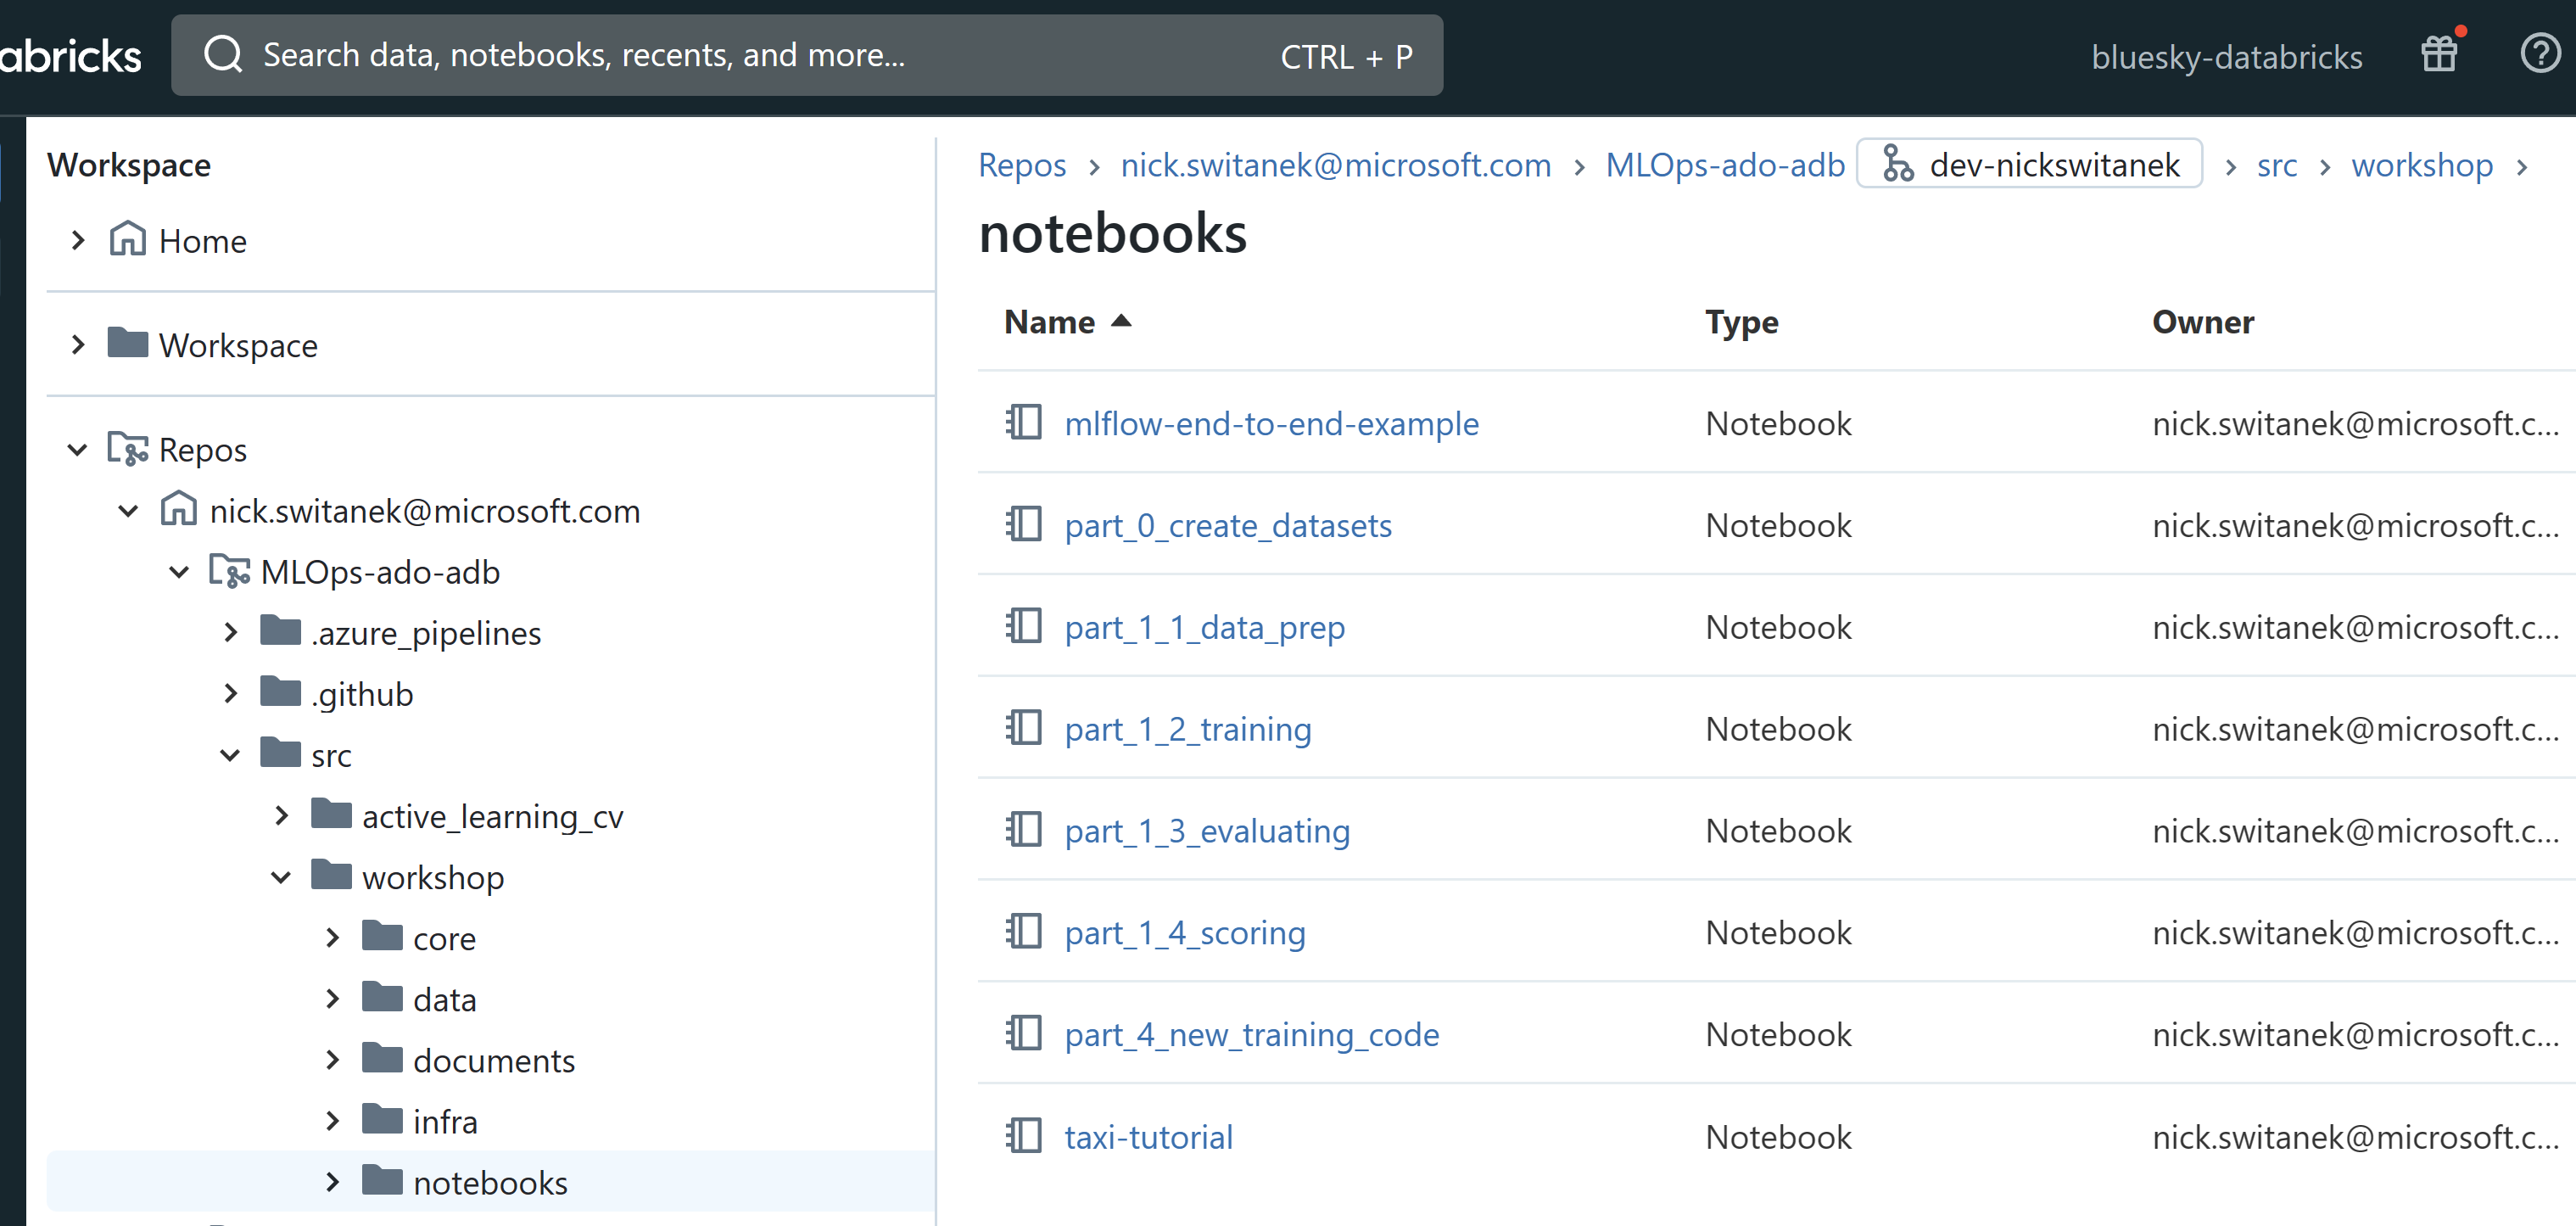 abricks
Search data, notebooks, recents, and more... CTRL + P
bluesky-databricks
Workspace
Home
Workspace
Repos
nick.switanek@microsoft.com
MLOps-ado-adb
.azure_pipelines
.github
src
active_learning_cv
workshop
core
data
documents
infra
notebooks
Repos > nick.switanek@microsoft.com > MLOps-ado-adb dev-nickswitanek > src > workshop >
notebooks
Name Type Owner
mlflow-end-to-end-example Notebook nick.switanek@microsoft.c...
part_0_create_datasets Notebook nick.switanek@microsoft.c...
part_1_1_data_prep Notebook nick.switanek@microsoft.c...
part_1_2_training Notebook nick.switanek@microsoft.c...
part_1_3_evaluating Notebook nick.switanek@microsoft.c...
part_1_4_scoring Notebook nick.switanek@microsoft.c...
part_4_new_training_code Notebook nick.switanek@microsoft.c...
taxi-tutorial Notebook nick.switanek@microsoft.c...